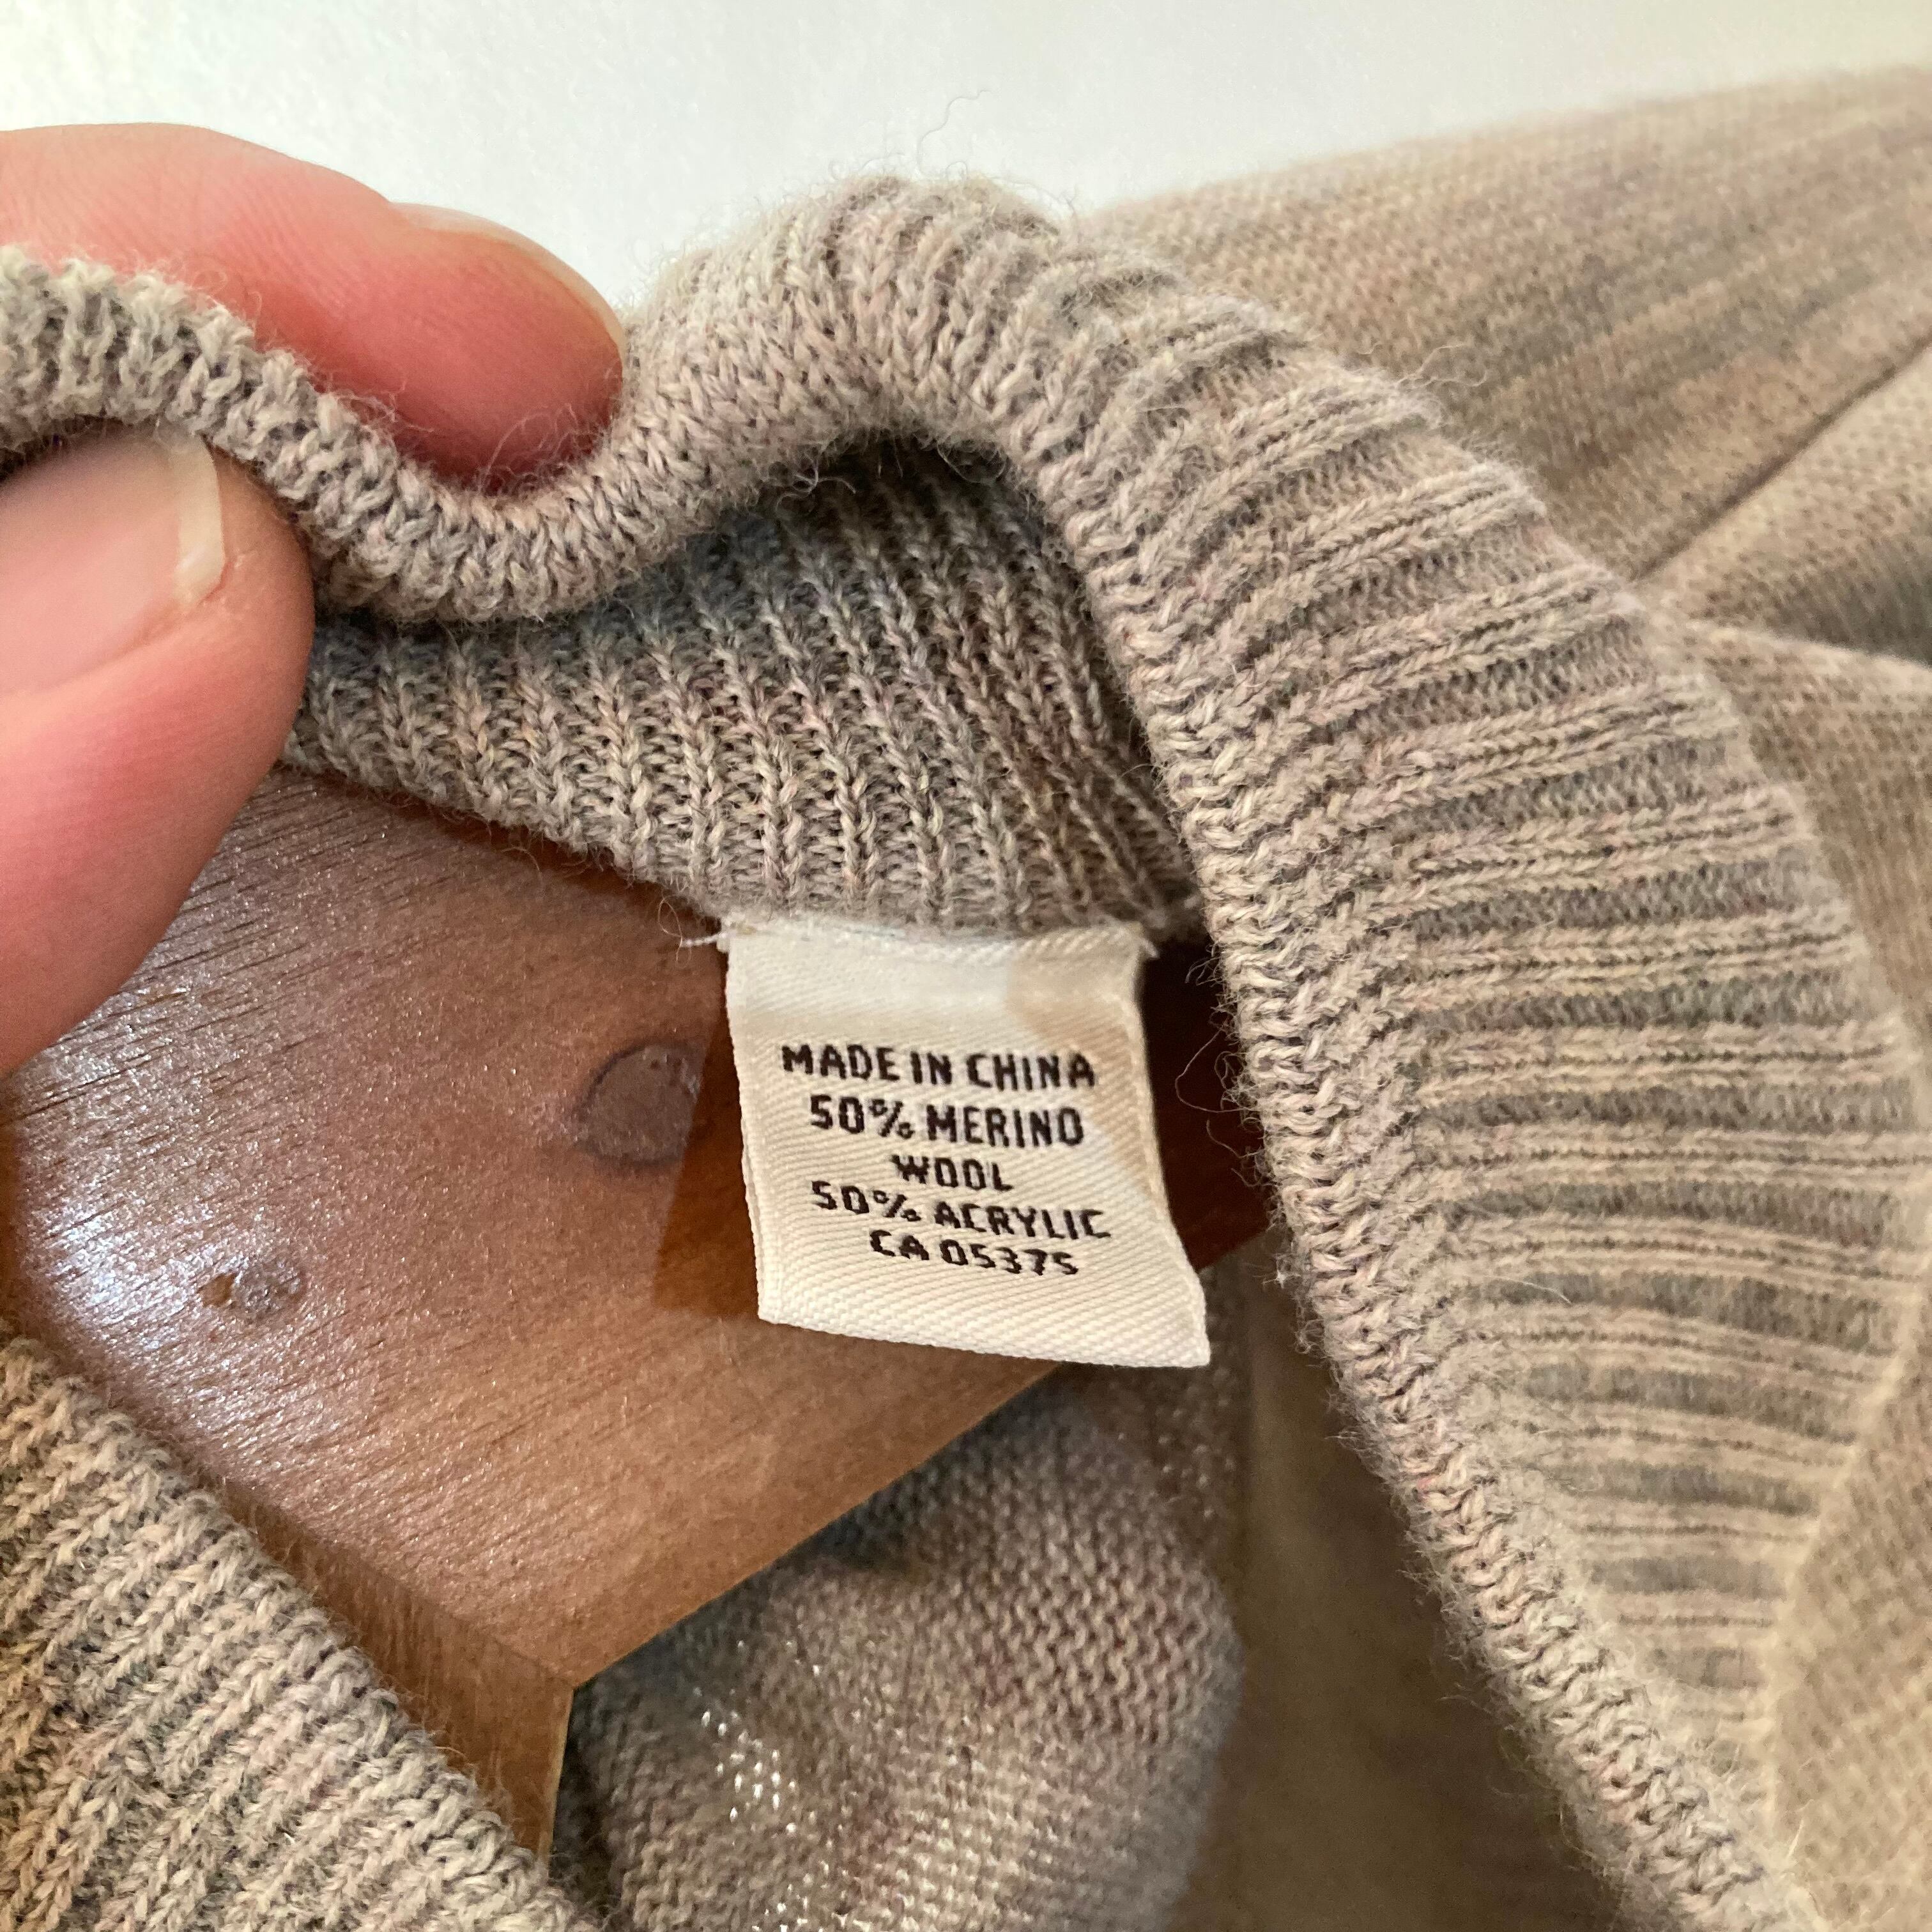 MADE IN CHINA
50% MERINO
WOOL
50% ACRYLIC
CA 05375